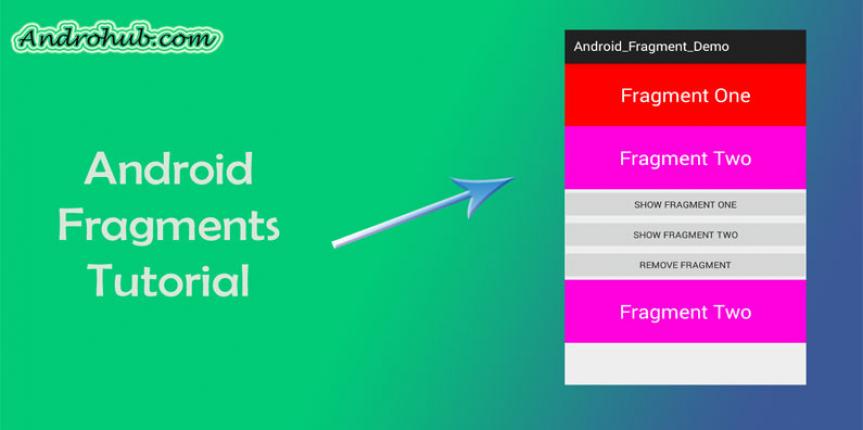 Androhub.com
Android
Fragments
Tutorial
Android_Fragment_Demo
Fragment One
Fragment Two
SHOW FRAGMENT ONE
SHOW FRAGMENT TWO
REMOVE FRAGMENT
Fragment Two